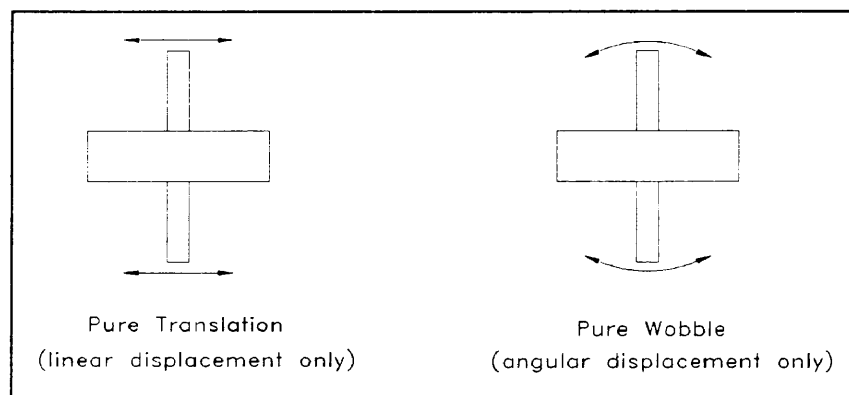 Pure Translation
(linear displacement only)
Pure Wobble
(angular displacement only)